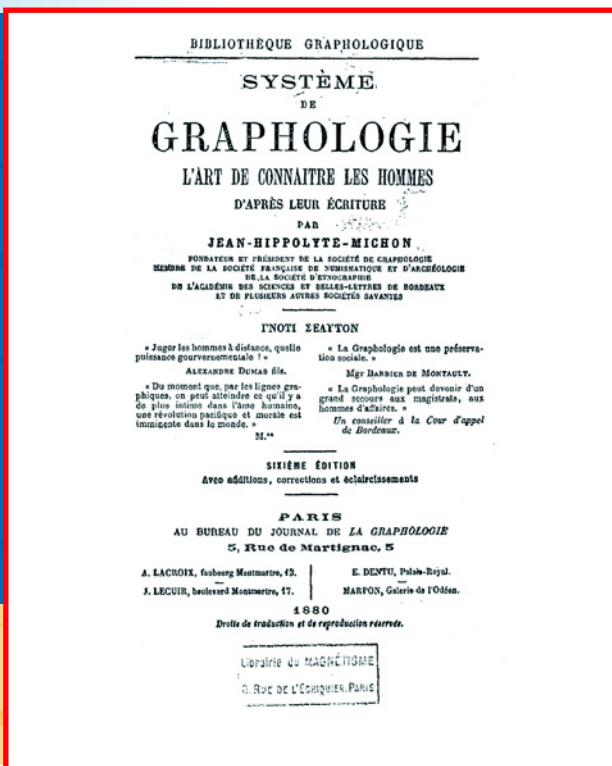 BIBLIOTHÈQUE GRAPHOLOGIQUE
SYSTÈME
DE
GRAPHOLOGIE
L'ART DE CONNAITRE LES HOMMES
D'APRÈS LEUR ÉCRITURE
PAR
JEAN-HIPPOLYTE-MICHON
FONDATEUR ET PRÉSIDENT DE LA SOCIÉTÉ DE GRAPHOLOGIE
MEMBRE DE LA SOCIÉTÉ FRANÇAISE DE NUMISMATIQUE ET D'ARCHÉOLOGIE
DE LA SOCIÉTÉ D'ETNOGRAPHIE
DE L'ACADÉMIE DES SCIENCES ET BELLES-LETTRES DE BORDEAUX
ET DE PLUSIEURS AUTRES SOCIÉTÉS SAVANTES
ΓΝΟΤΙ ΣΕΑΥΤΟΝ
« Juger les hommes à distance, quelle
puissance gourvernementale ! »
ALEXANDRE DUMAS fils.
« Du moment que, par les lignes gra-
phiques, on peut atteindre ce qu'il y a
de plus intime dans l'âme humaine,
une révolution pacifique et morale est
imminente dans le monde. »
M.**
« La Graphologie est une préserva-
tion sociale. »
Mgr BARBIER DE MONTAULT.
« La Graphologie peut devenir d'un
grand secours aux magistrats, aux
hommes d'affaires. »
Un conseiller à la Cour d'appel
de Bordeaux.
SIXIÈME ÉDITION
Avec additions, corrections et éclaircissements
PARIS
AU BUREAU DU JOURNAL DE LA GRAPHOLOGIE
5, Rue de Martignac, 5
A. LACROIX, faubourg Montmartre, 13.
J. LECUIR, boulevard Montmartre, 17.
E. DENTU, Palais-Royal.
MARPON, Galerie de l'Odéon.
1880
Droits de traduction et de reproduction réservés.
Librairie du MAGNÉTISME
RUE DE L'ÉCHIQUIER, PARIS